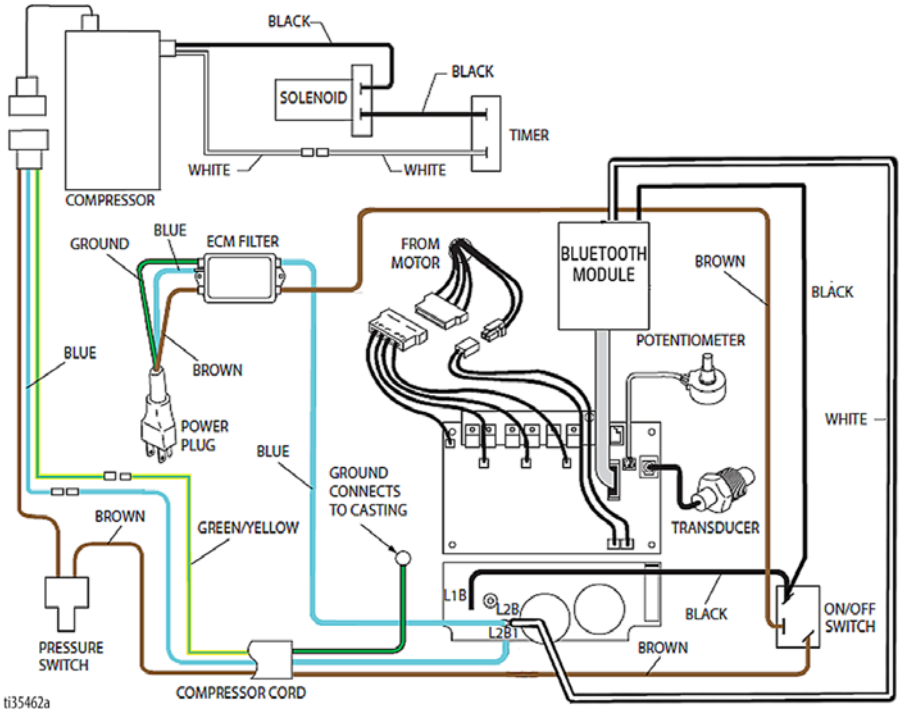 BLACK
BLACK
SOLENOID
TIMER
WHITE
WHITE
COMPRESSOR
BLUE
ECM FILTER
GROUND
FROM
MOTOR
BLUETOOTH
MODULE
BROWN
BLACK
POTENTIOMETER
BLUE
BROWN
POWER
PLUG
WHITE
BLUE
GROUND
CONNECTS
TO CASTING
BROWN
GREEN/YELLOW
TRANSDUCER
L1B
L2B
L2B1
BLACK
ON/OFF
SWITCH
PRESSURE
SWITCH
BROWN
COMPRESSOR CORD
ti35462a